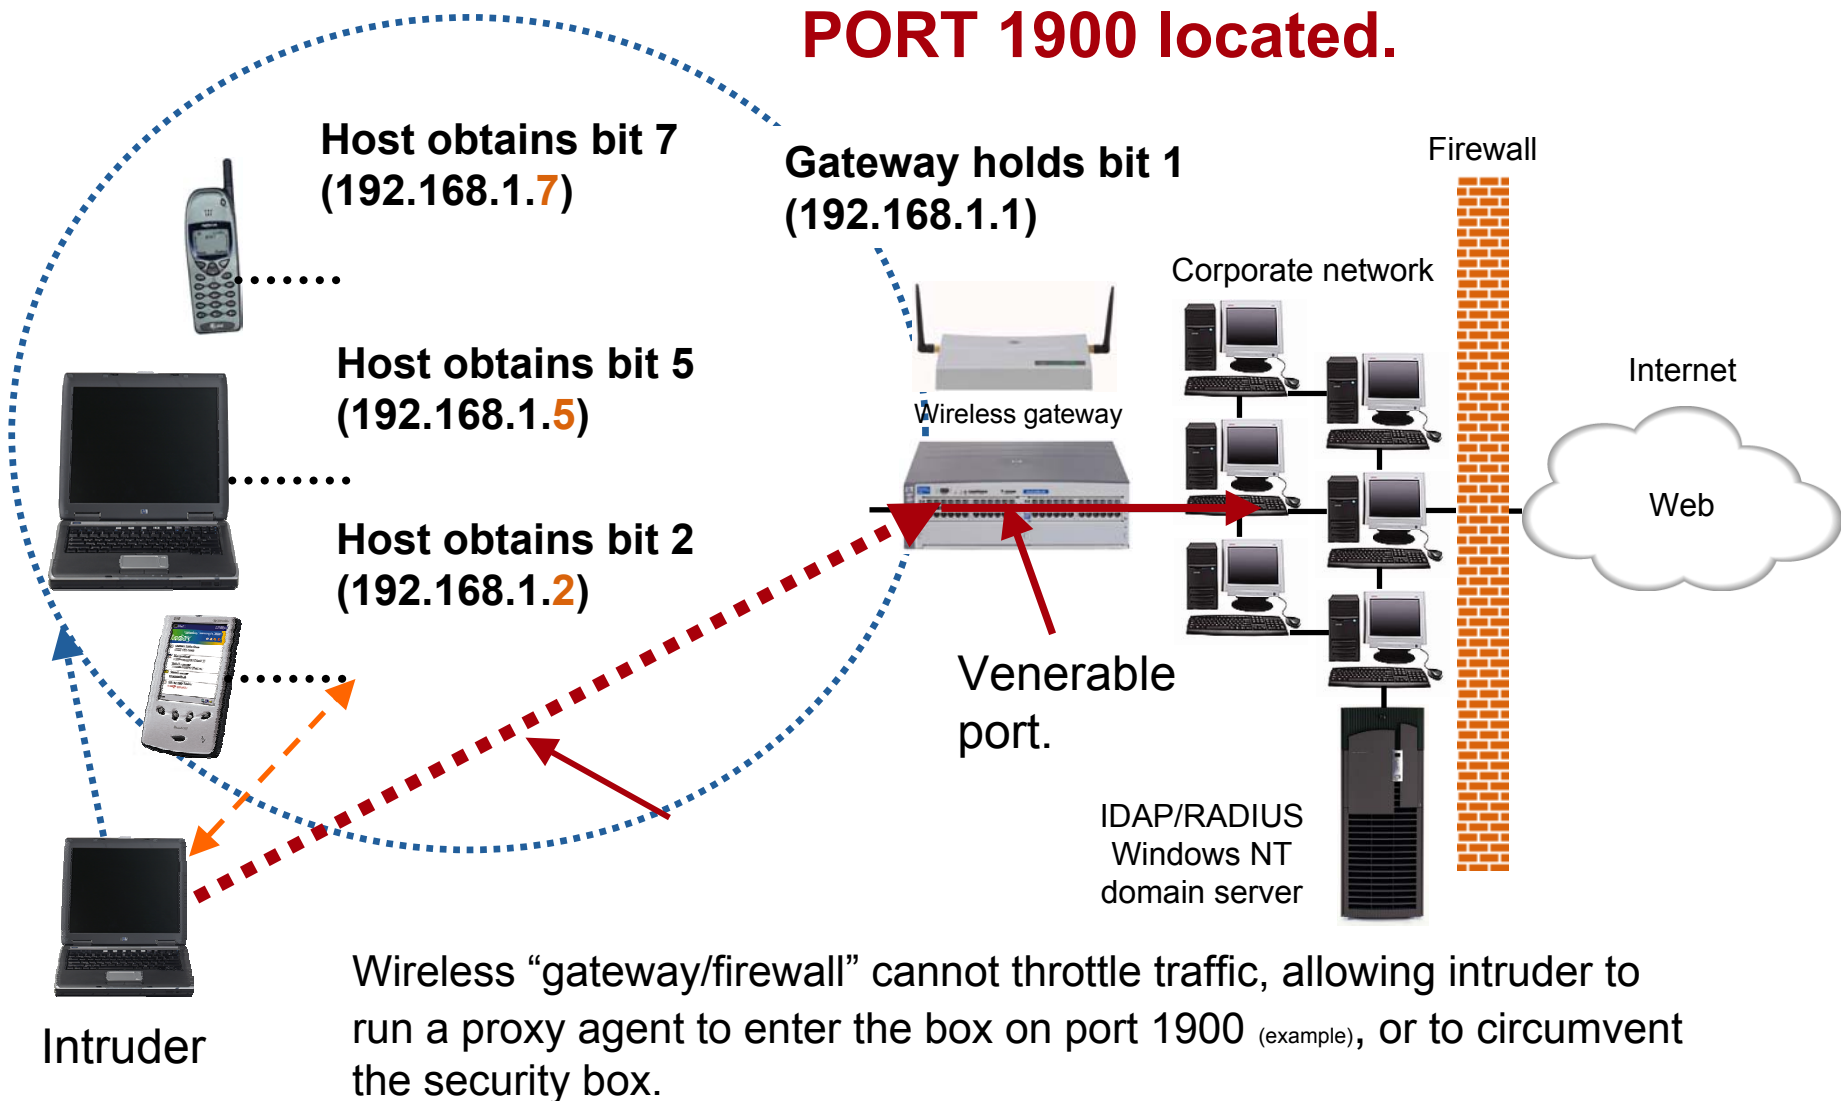 PORT 1900 located.
Host obtains bit 7
(192.168.1.7)
Gateway holds bit 1
(192.168.1.1)
Firewall
Corporate network
Host obtains bit 5
(192.168.1.5)
Internet
Wireless gateway
Web
Host obtains bit 2
(192.168.1.2)
Venerable
port.
IDAP/RADIUS
Windows NT
domain server
Intruder
Wireless “gateway/firewall” cannot throttle traffic, allowing intruder to
run a proxy agent to enter the box on port 1900 (example), or to circumvent
the security box.